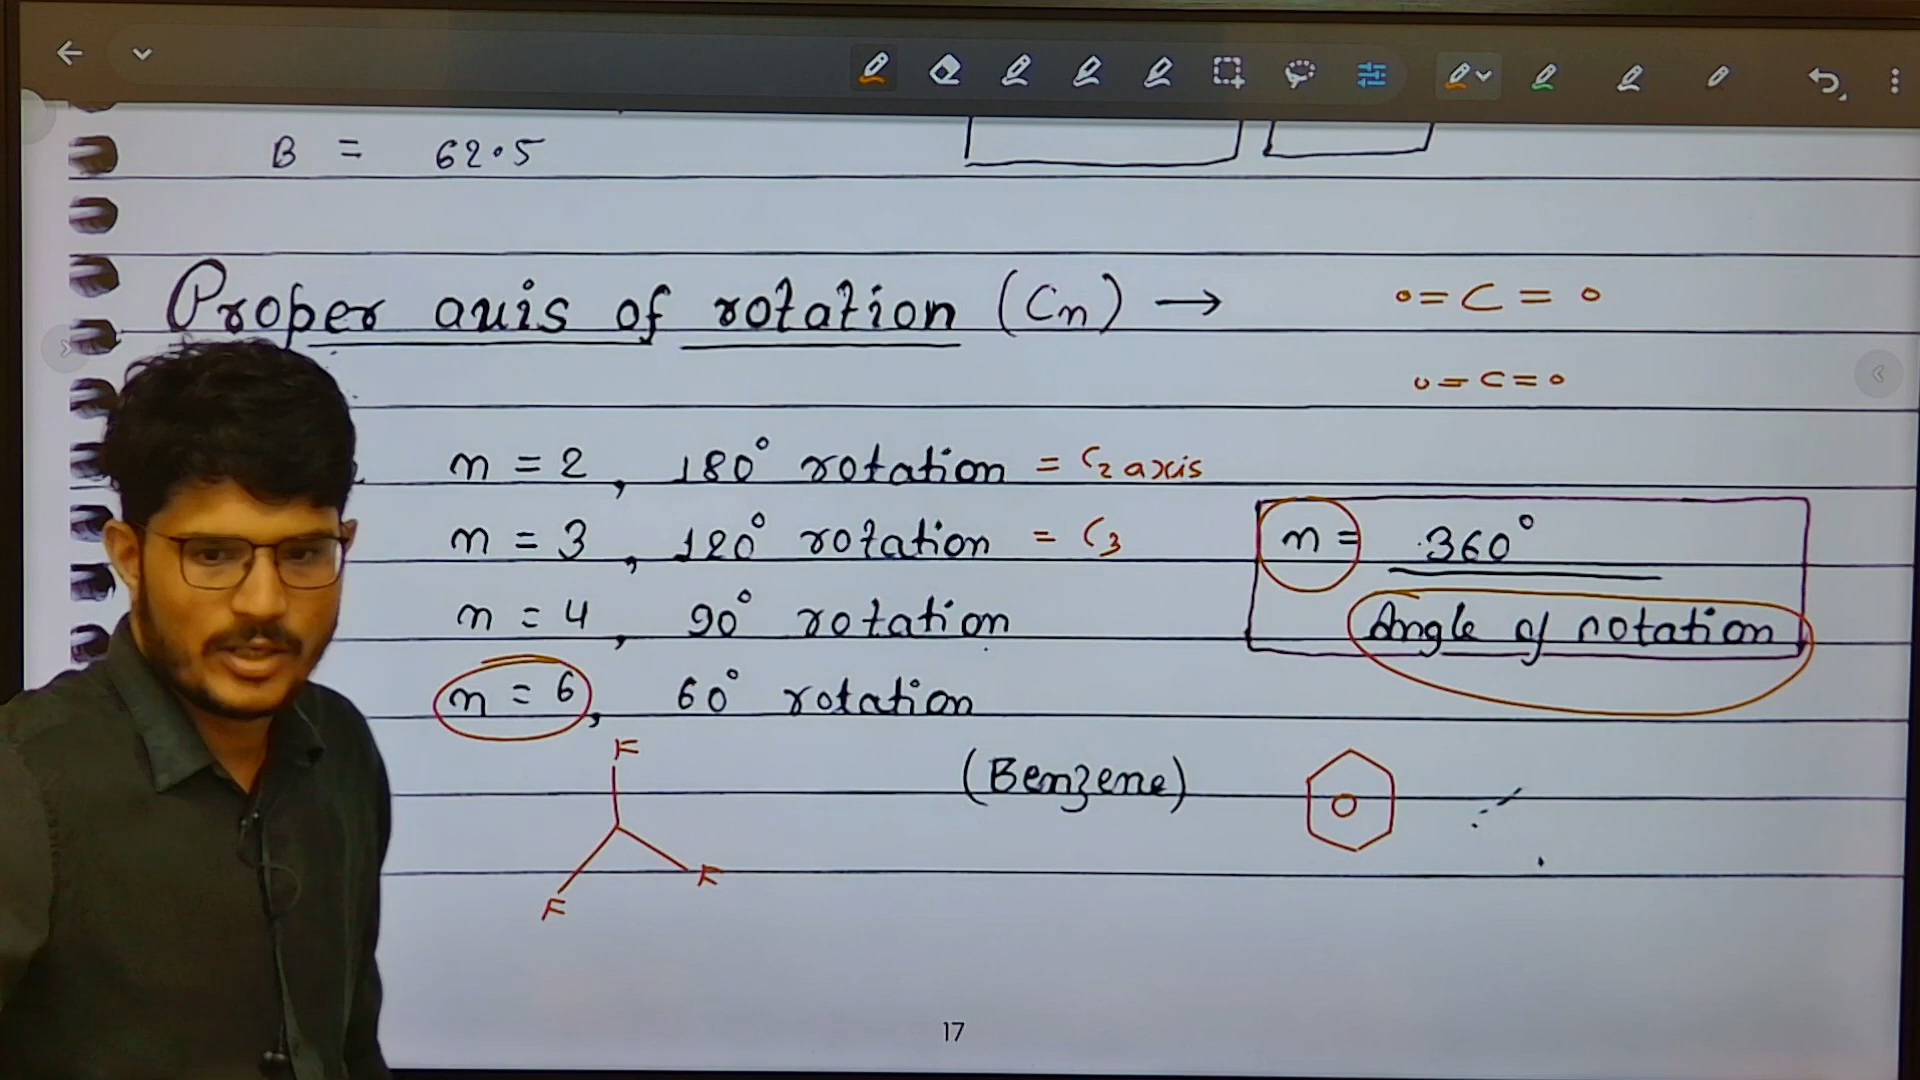 B = 62.5
Proper axis of rotation (Cn) → O=C=O
O=C=O
n = 2, 180° rotation = C2 axis
n = 3, 120° rotation = C3
n = 360°
Angle of rotation
n = 4, 90° rotation
n = 6, 60° rotation
F
(Benzene)
F
F
17